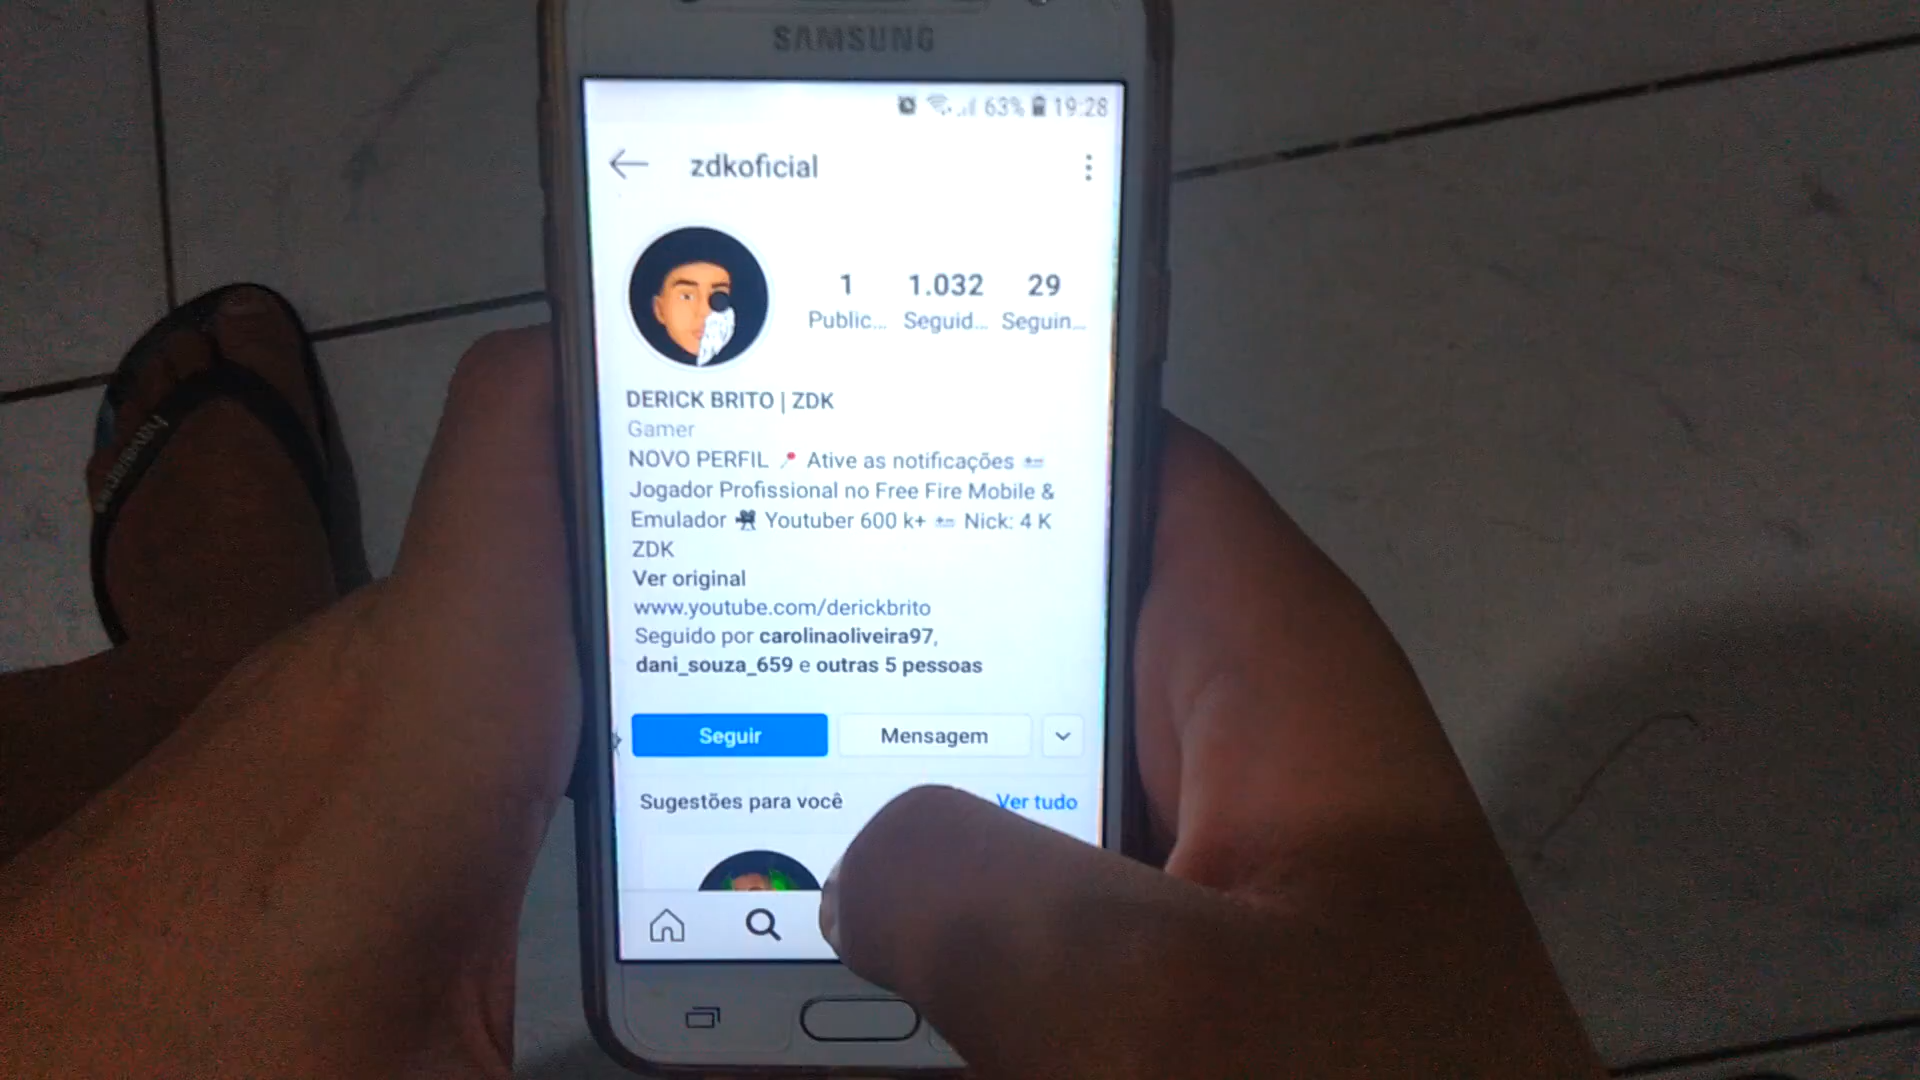 SAMSUNG
63% 19:28
zdkoficial
1 1.032 29
Public... Seguid... Seguin...
DERICK BRITO | ZDK
Gamer
NOVO PERFIL Ative as notificações
Jogador Profissional no Free Fire Mobile &
Emulador Youtuber 600 k+ Nick: 4 K
ZDK
Ver original
www.youtube.com/derickbrito
Seguido por carolinaoliveira97,
dani_souza_659 e outras 5 pessoas
Seguir Mensagem
Sugestões para você Ver tudo
havaianas